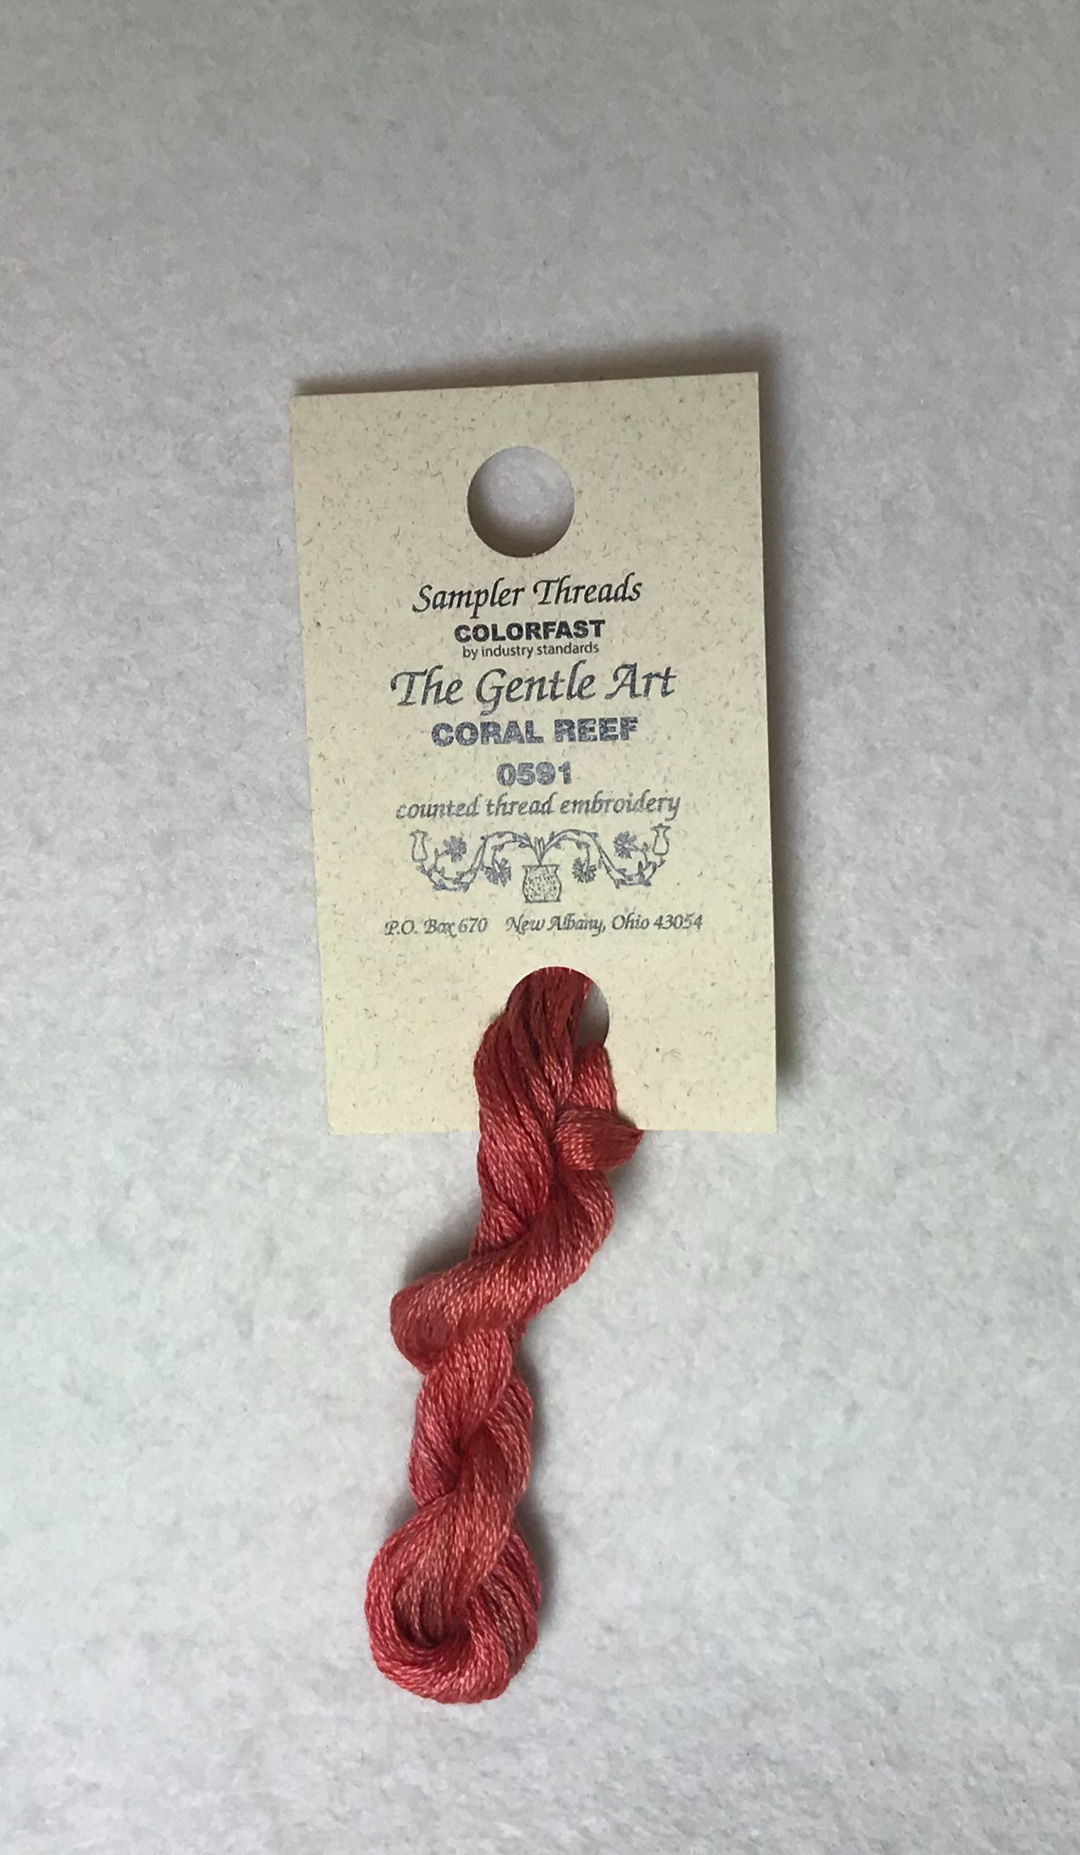 Sampler Threads
COLORFAST
by industry standards
The Gentle Art
CORAL REEF
0591
counted thread embroidery
P.O. Box 670 New Albany, Ohio 43054